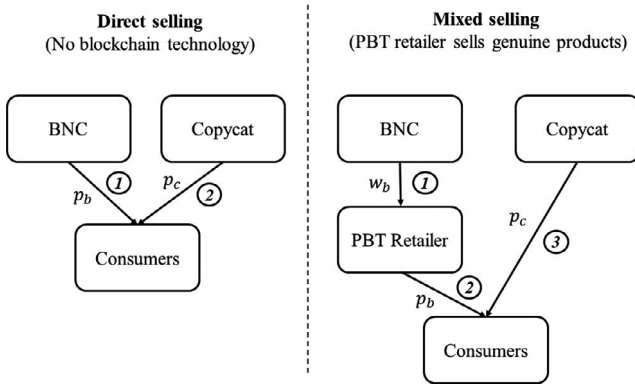 Direct selling
(No blockchain technology)
BNC
Copycat
p_b
①
p_c
②
Consumers
Mixed selling
(PBT retailer sells genuine products)
BNC
Copycat
w_b
①
PBT Retailer
p_c
③
②
p_b
Consumers